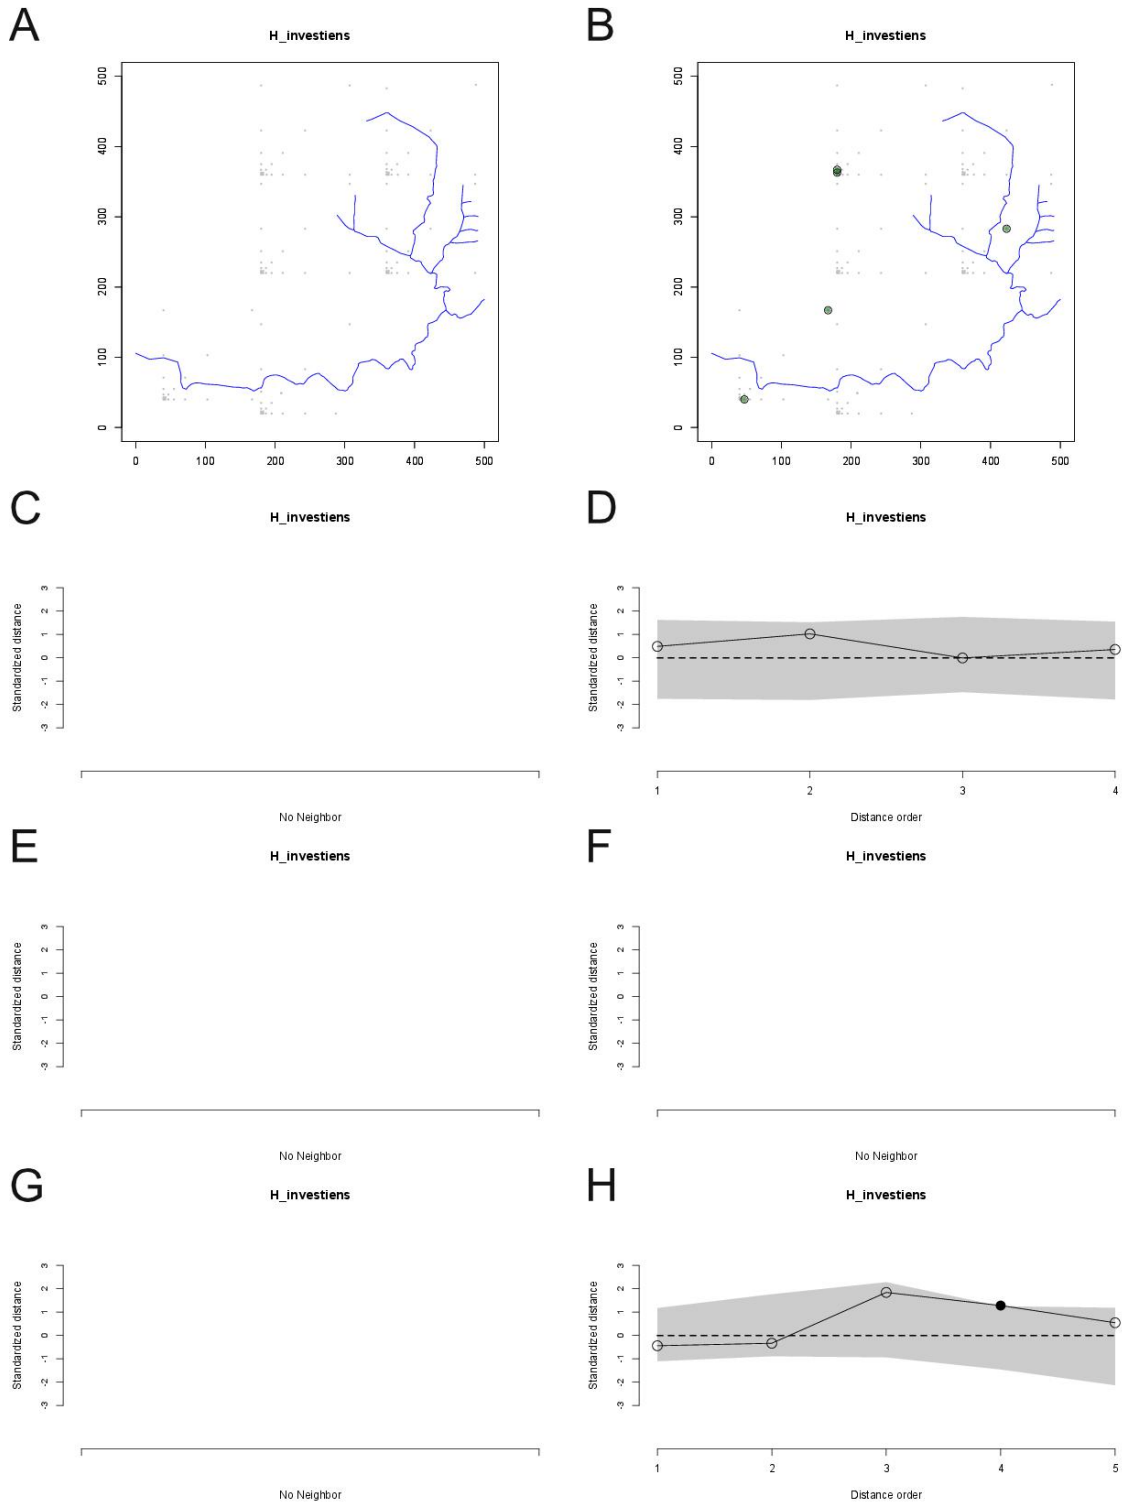 A
H_investiens
500
400
300
200
100
0
0 100 200 300 400 500
B
H_investiens
500
400
300
200
100
0
0 100 200 300 400 500
C
H_investiens
Standardized distance
3
2
1
0
-1
-2
-3
No Neighbor
D
H_investiens
Standardized distance
3
2
1
0
-1
-2
-3
1 2 3 4
Distance order
E
H_investiens
Standardized distance
3
2
1
0
-1
-2
-3
No Neighbor
F
H_investiens
Standardized distance
3
2
1
0
-1
-2
-3
No Neighbor
G
H_investiens
Standardized distance
3
2
1
0
-1
-2
-3
No Neighbor
H
H_investiens
Standardized distance
3
2
1
0
-1
-2
-3
1 2 3 4 5
Distance order